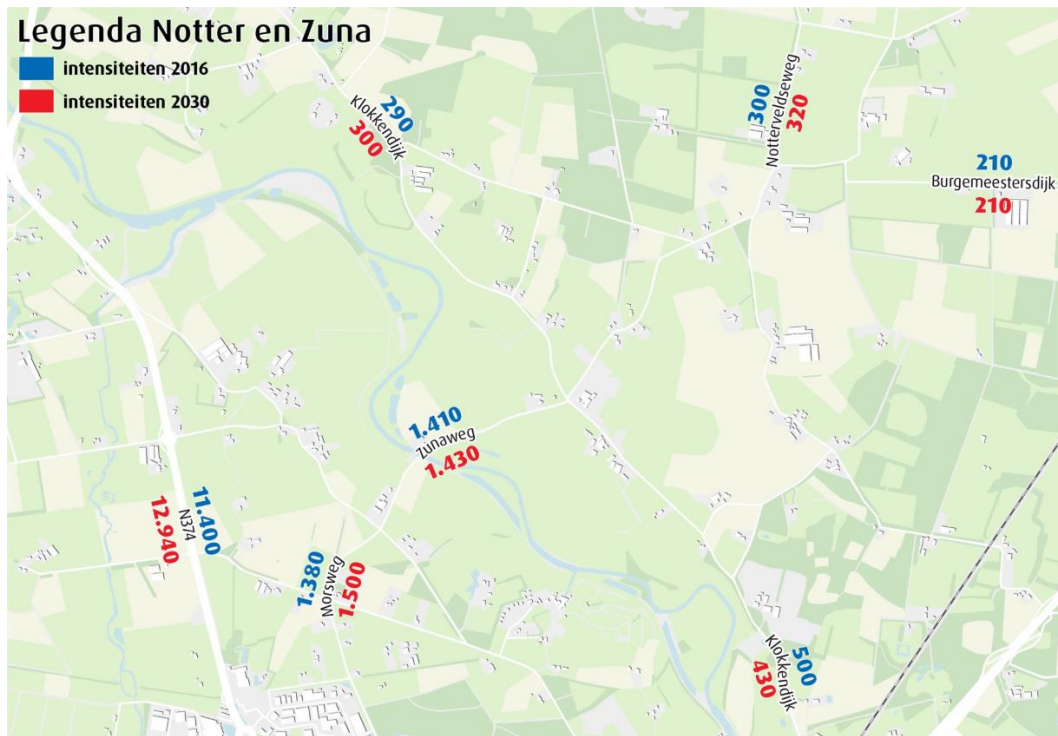 Legenda Notter en Zuna
intensiteiten 2016
intensiteiten 2030
290
Klokkendijk
300
300
Notterveldseweg
320
210
Burgemeestersdijk
210
1.410
Zunaweg
1.430
12.940
N374
11.400
1.380
Morsweg
1.500
500
Klokkendijk
430